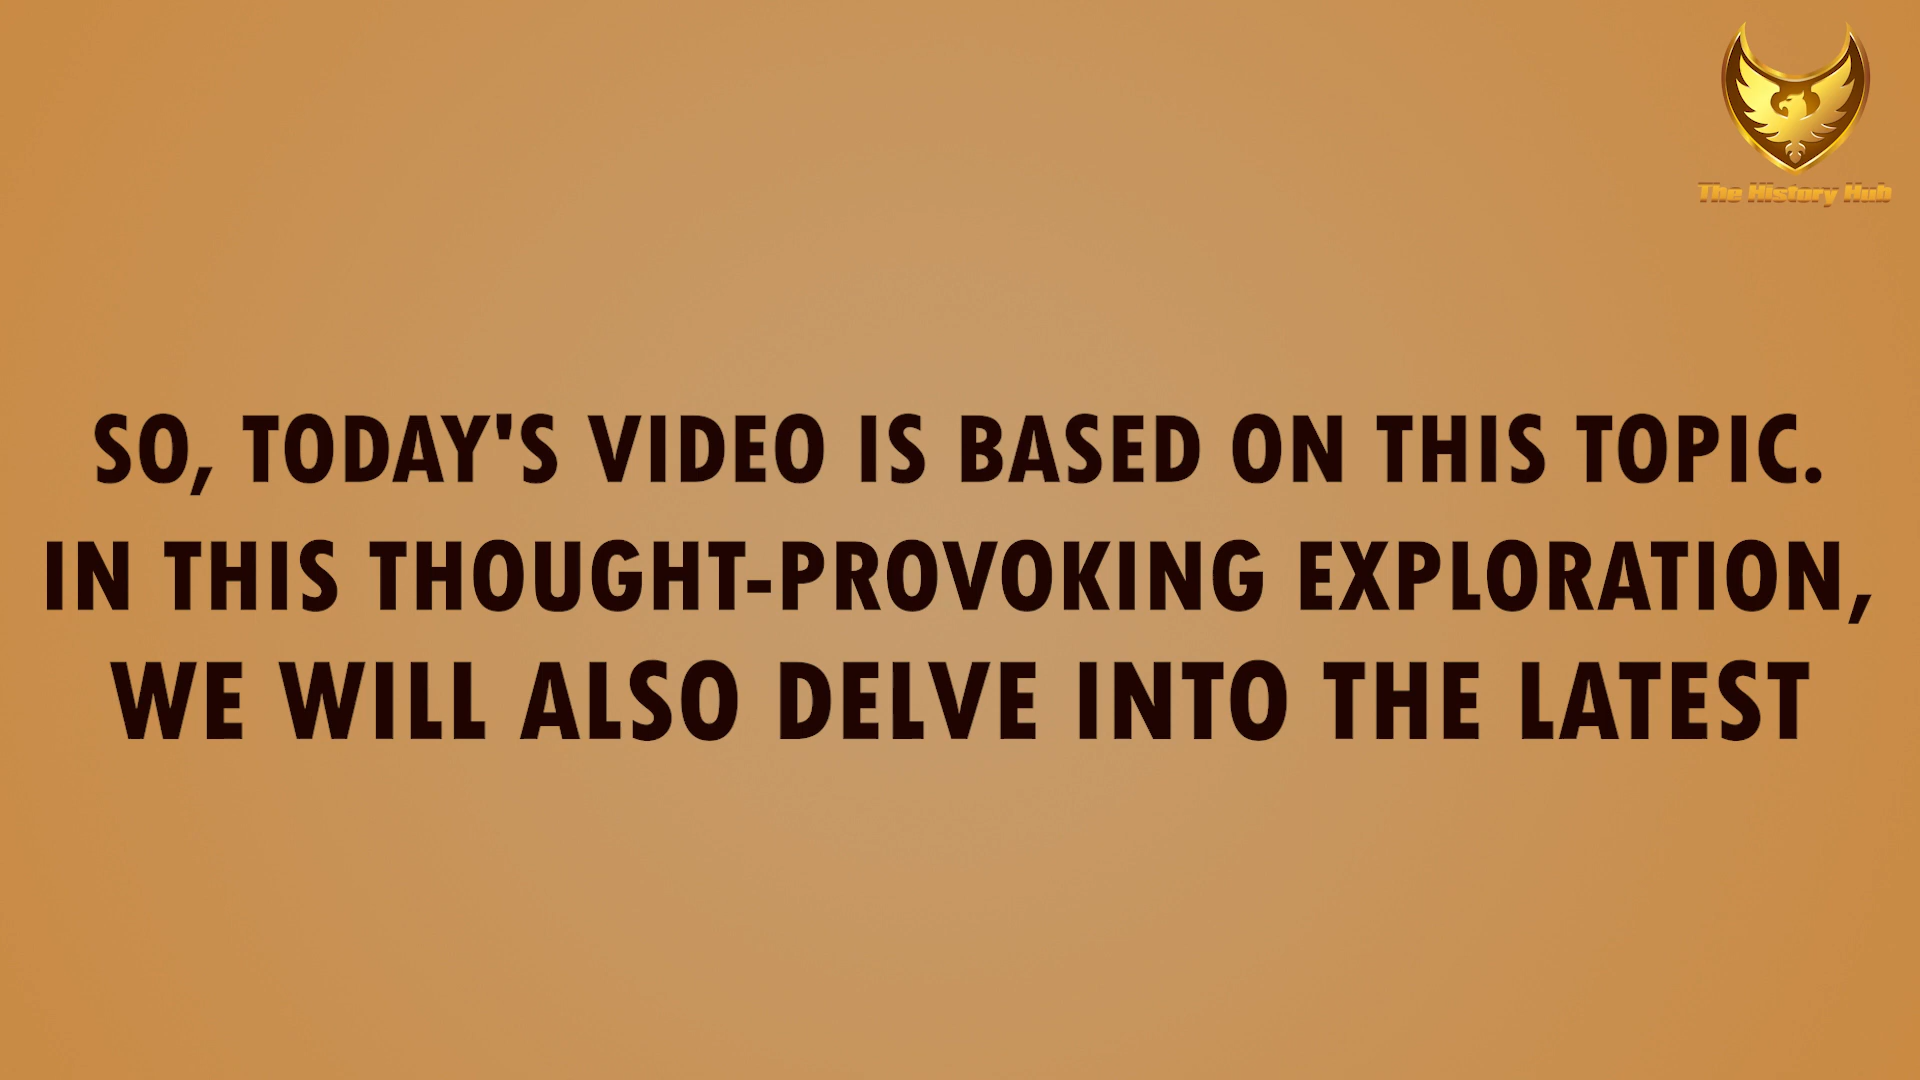 The History Hub
SO, TODAY'S VIDEO IS BASED ON THIS TOPIC.
IN THIS THOUGHT-PROVOKING EXPLORATION,
WE WILL ALSO DELVE INTO THE LATEST